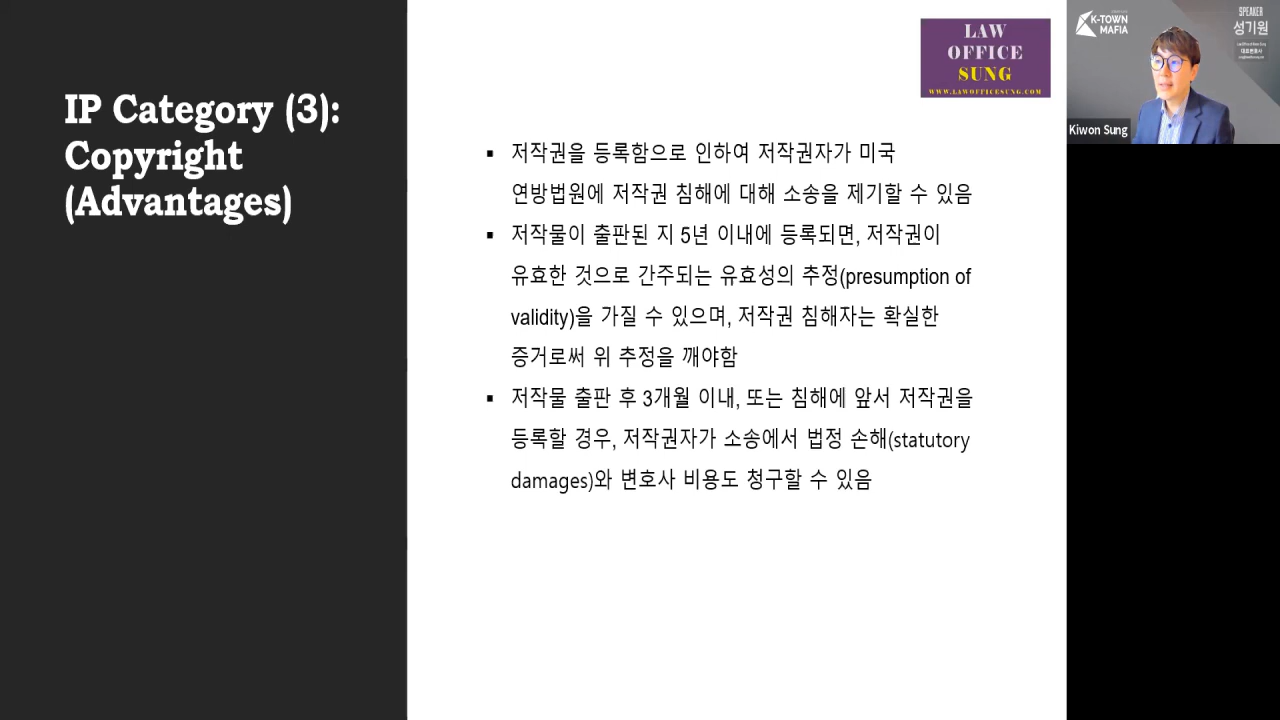 IP Category (3):
Copyright
(Advantages)
LAW
OFFICE
SUNG
WWW.LAWOFFICESUNG.COM
▪ 저작권을 등록함으로 인하여 저작권자가 미국
연방법원에 저작권 침해에 대해 소송을 제기할 수 있음
▪ 저작물이 출판된 지 5년 이내에 등록되면, 저작권이
유효한 것으로 간주되는 유효성의 추정(presumption of
validity)을 가질 수 있으며, 저작권 침해자는 확실한
증거로써 위 추정을 깨야함
▪ 저작물 출판 후 3개월 이내, 또는 침해에 앞서 저작권을
등록할 경우, 저작권자가 소송에서 법정 손해(statutory
damages)와 변호사 비용도 청구할 수 있음
K-TOWN
MAFIA
SPEAKER
성기원
대표변호사
Kiwon Sung